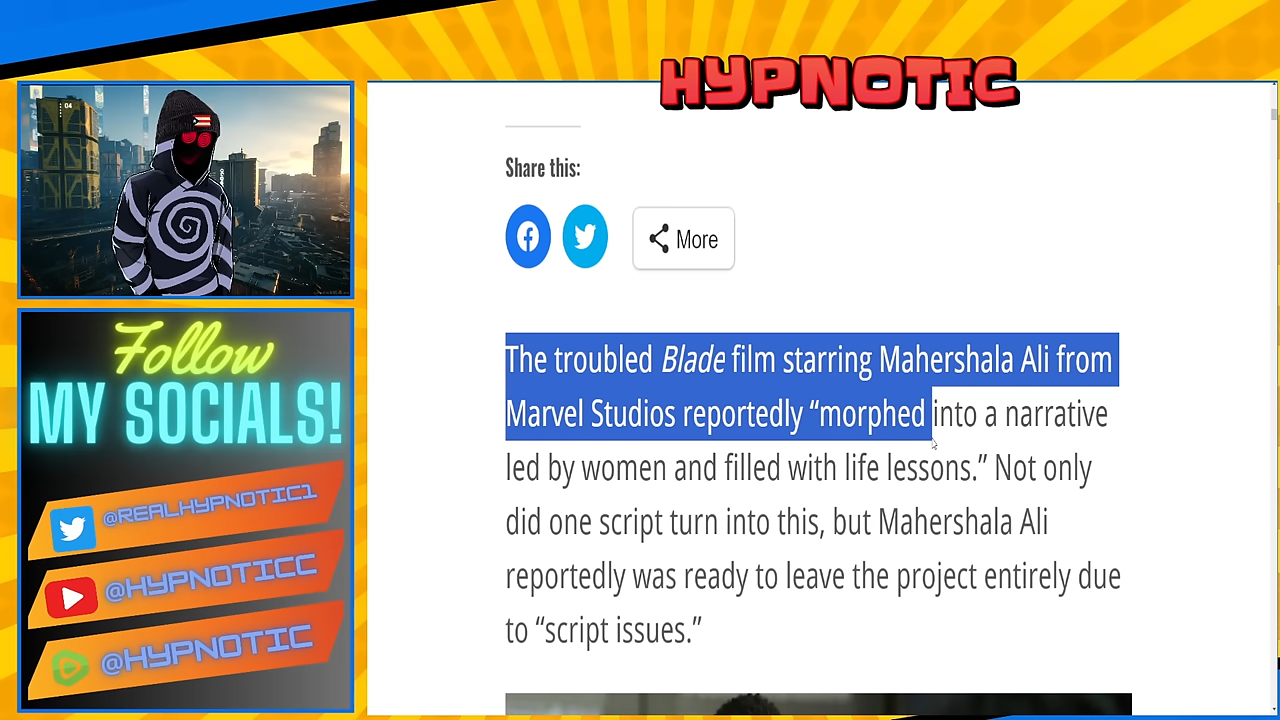 HYPNOTIC
04
Share this:
More
The troubled Blade film starring Mahershala Ali from
Marvel Studios reportedly “morphed into a narrative
led by women and filled with life lessons.” Not only
did one script turn into this, but Mahershala Ali
reportedly was ready to leave the project entirely due
to “script issues.”
Follow
MY SOCIALS!
@REALHYPNOTIC1
@HYPNOTICC
@HYPNOTIC